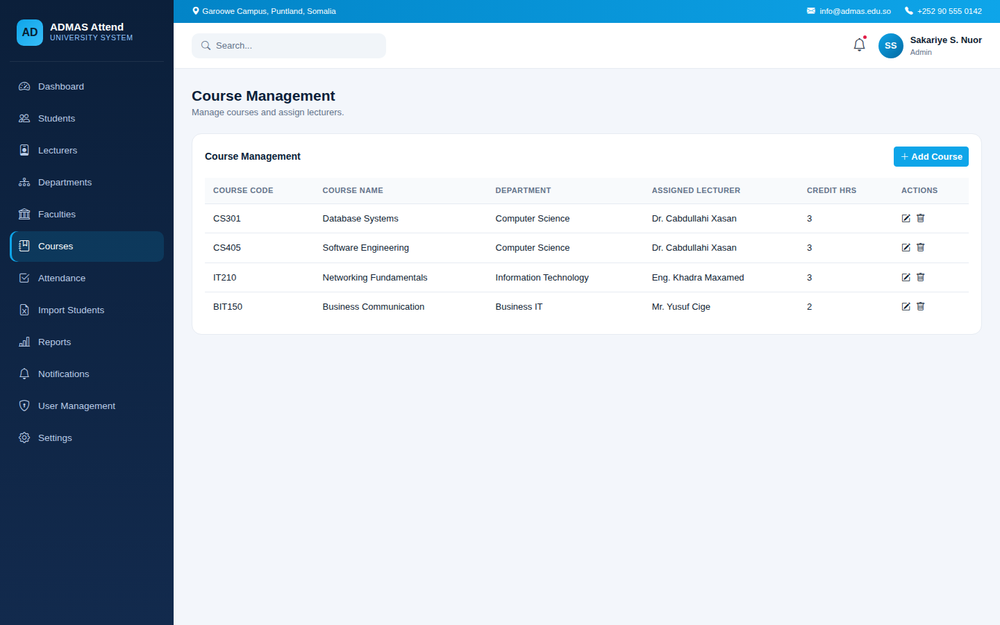 AD
ADMAS Attend
UNIVERSITY SYSTEM
Dashboard
Students
Lecturers
Departments
Faculties
Courses
Attendance
Import Students
Reports
Notifications
User Management
Settings
Garoowe Campus, Puntland, Somalia
info@admas.edu.so
+252 90 555 0142
Search...
SS
Sakariye S. Nuor
Admin
Course Management
Manage courses and assign lecturers.
Course Management
+ Add Course
COURSE CODE COURSE NAME DEPARTMENT ASSIGNED LECTURER CREDIT HRS ACTIONS
CS301 Database Systems Computer Science Dr. Cabdullahi Xasan 3
CS405 Software Engineering Computer Science Dr. Cabdullahi Xasan 3
IT210 Networking Fundamentals Information Technology Eng. Khadra Maxamed 3
BIT150 Business Communication Business IT Mr. Yusuf Cige 2